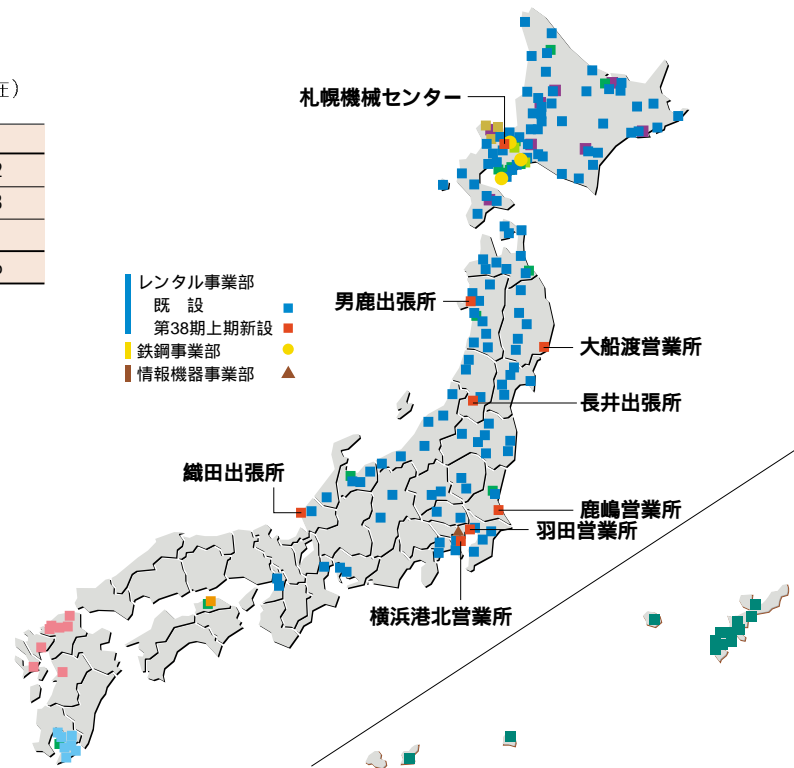 在）
札幌機械センター
レンタル事業部
既　設
第38期上期新設
鉄鋼事業部
情報機器事業部
男鹿出張所
大船渡営業所
長井出張所
織田出張所
鹿嶋営業所
羽田営業所
横浜港北営業所